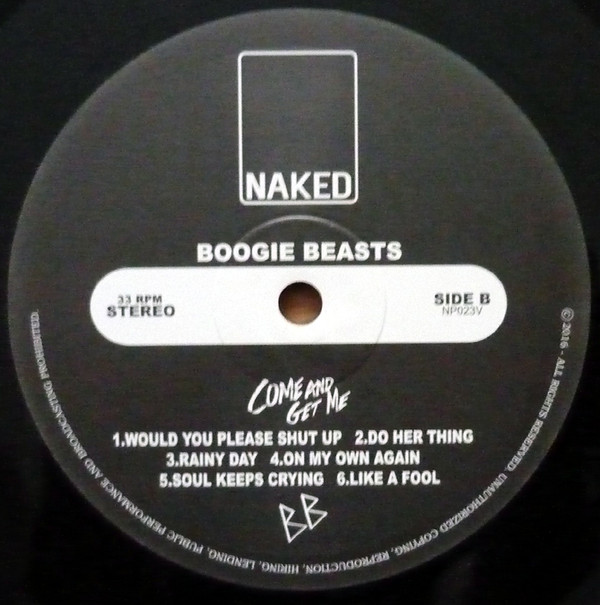 NAKED
BOOGIE BEASTS
33 RPM
STEREO
SIDE B
NP023V
COME AND
GET ME
1.WOULD YOU PLEASE SHUT UP 2.DO HER THING
3.RAINY DAY 4.ON MY OWN AGAIN
5.SOUL KEEPS CRYING 6.LIKE A FOOL
BB
© 2016 - ALL RIGHTS RESERVED. UNAUTHORIZED COPYING, REPRODUCTION, HIRING, LENDING, PUBLIC PERFORMANCE AND BROADCASTING PROHIBITED.